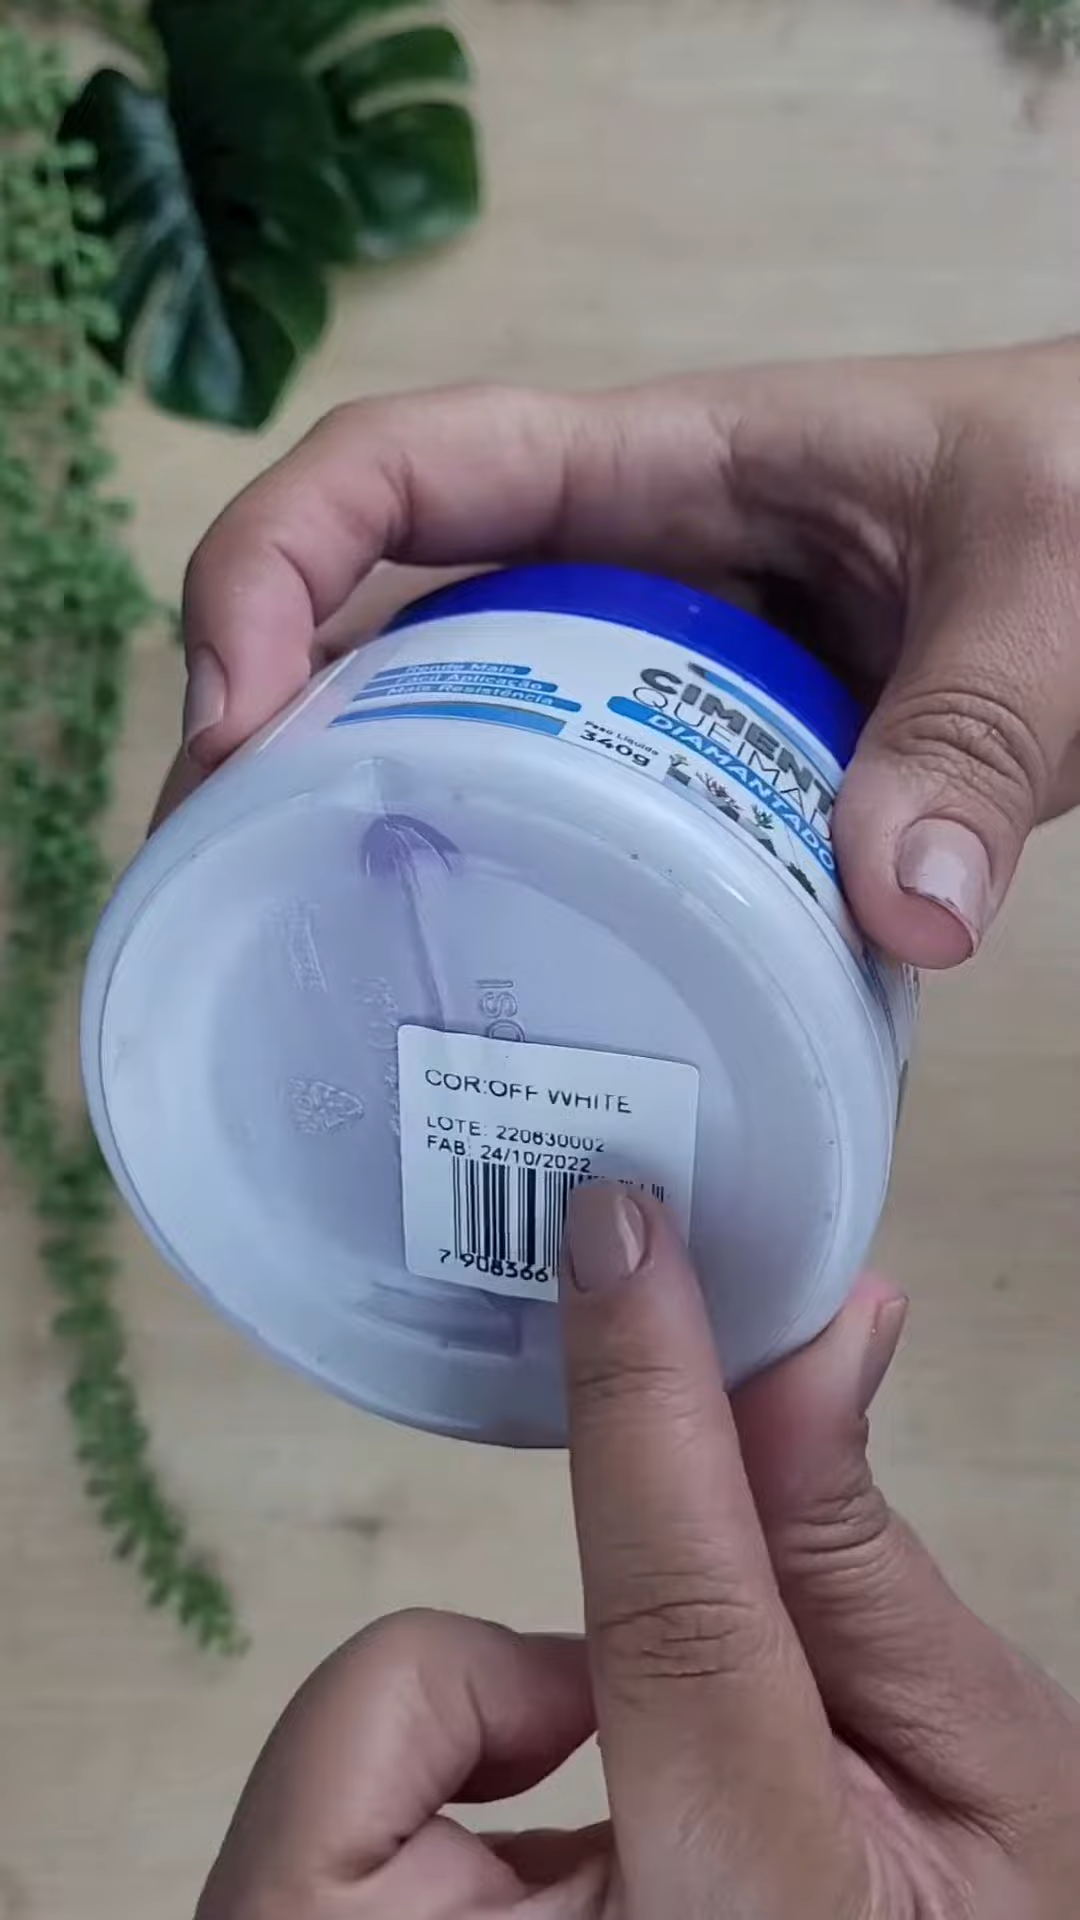 Rende Mais
Fácil Aplicação
Mais Resistência
Peso Líquido
340g
CIMENT
QUEIMAD
DIAMANTADO
COR:OFF WHITE
LOTE: 220830002
FAB: 24/10/2022
7 908366